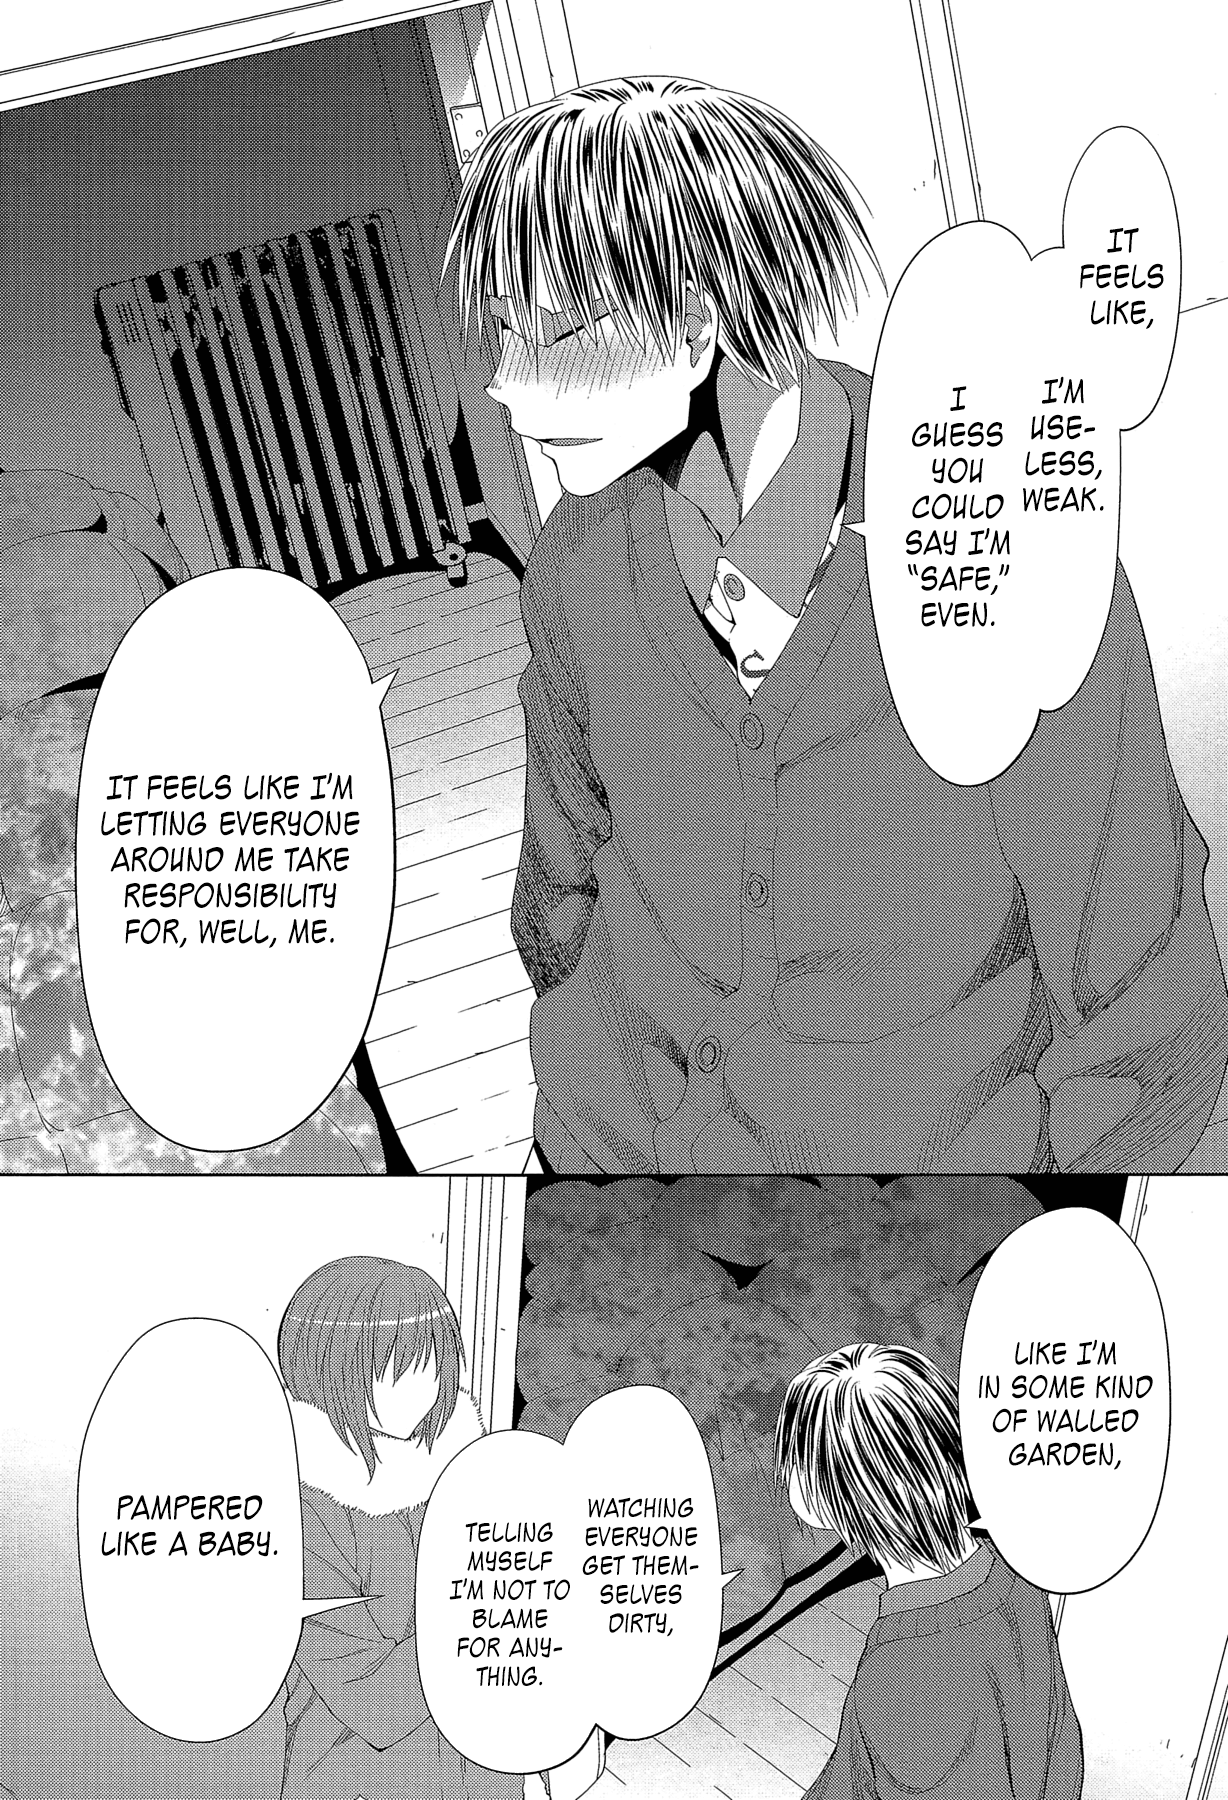 IT
FEELS
LIKE,
I'M
USE-
LESS,
WEAK.
I
GUESS
YOU
COULD
SAY I'M
"SAFE,"
EVEN.
IT FEELS LIKE I'M
LETTING EVERYONE
AROUND ME TAKE
RESPONSIBILITY
FOR, WELL, ME.
LIKE I'M
IN SOME KIND
OF WALLED
GARDEN,
WATCHING
EVERYONE
GET THEM-
SELVES
DIRTY,
TELLING
MYSELF
I'M NOT TO
BLAME
FOR ANY-
THING.
PAMPERED
LIKE A BABY.